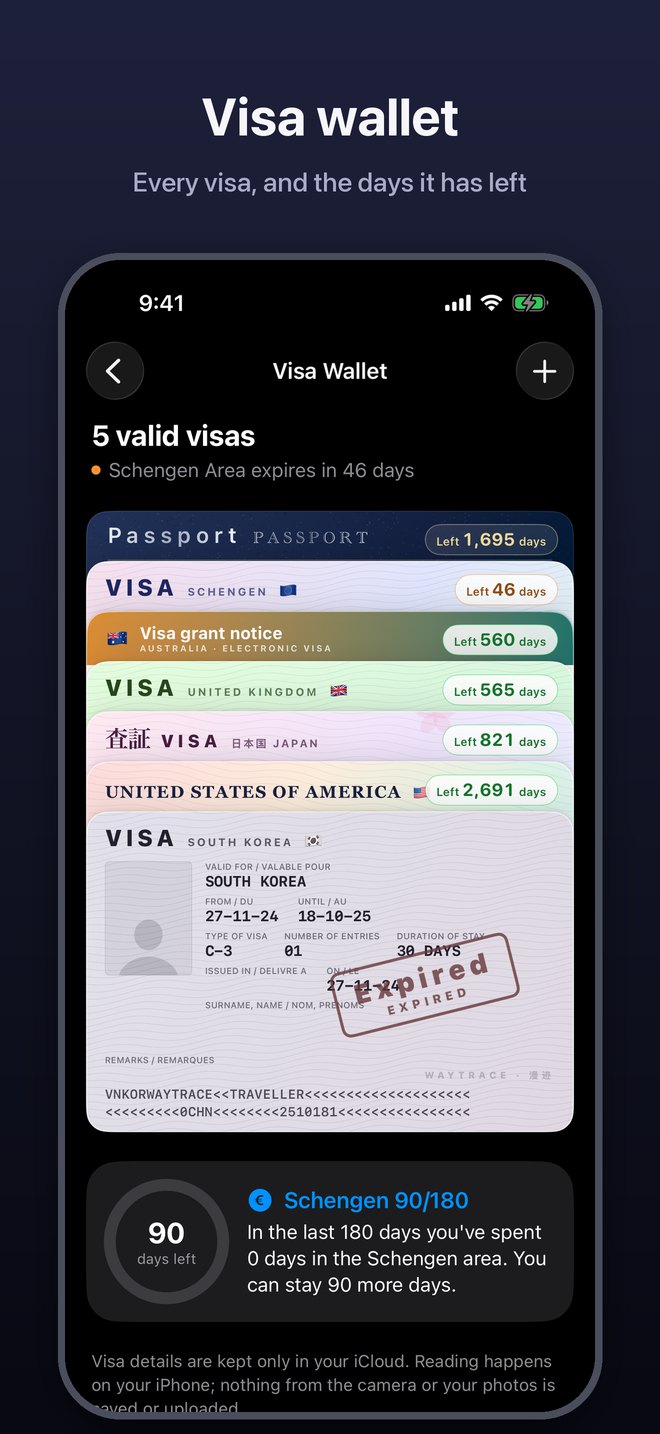 Visa wallet
Every visa, and the days it has left
9:41
Visa Wallet
5 valid visas
Schengen Area expires in 46 days
Passport PASSPORT Left 1,695 days
VISA SCHENGEN Left 46 days
Visa grant notice
AUSTRALIA · ELECTRONIC VISA
Left 560 days
VISA UNITED KINGDOM Left 565 days
査証 VISA 日本国 JAPAN Left 821 days
UNITED STATES OF AMERICA Left 2,691 days
VISA SOUTH KOREA
VALID FOR / VALABLE POUR
SOUTH KOREA
FROM / DU UNTIL / AU
27-11-24 18-10-25
TYPE OF VISA NUMBER OF ENTRIES DURATION OF STAY
C-3 01 30 DAYS
ISSUED IN / DELIVRE A ON / LE
27-11-24
Expired
EXPIRED
SURNAME, NAME / NOM, PRENOMS
REMARKS / REMARQUES
WAYTRACE · 漫迹
VNKORWAYTRACE<<TRAVELLER<<<<<<<<<<<<<<<<<<<
<<<<<<<<<0CHN<<<<<<<<2510181<<<<<<<<<<<<<<<<
90
days left
Schengen 90/180
In the last 180 days you've spent
0 days in the Schengen area. You
can stay 90 more days.
Visa details are kept only in your iCloud. Reading happens
on your iPhone; nothing from the camera or your photos is
saved or uploaded